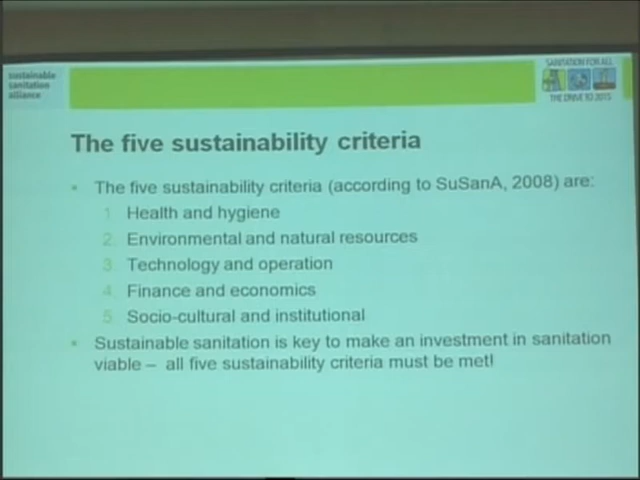 sustainable
sanitation
alliance
SANITATION FOR ALL
THE DRIVE TO 2015
The five sustainability criteria
The five sustainability criteria (according to SuSanA, 2008) are:
1. Health and hygiene
2. Environmental and natural resources
3. Technology and operation
4. Finance and economics
5. Socio-cultural and institutional
Sustainable sanitation is key to make an investment in sanitation
viable – all five sustainability criteria must be met!